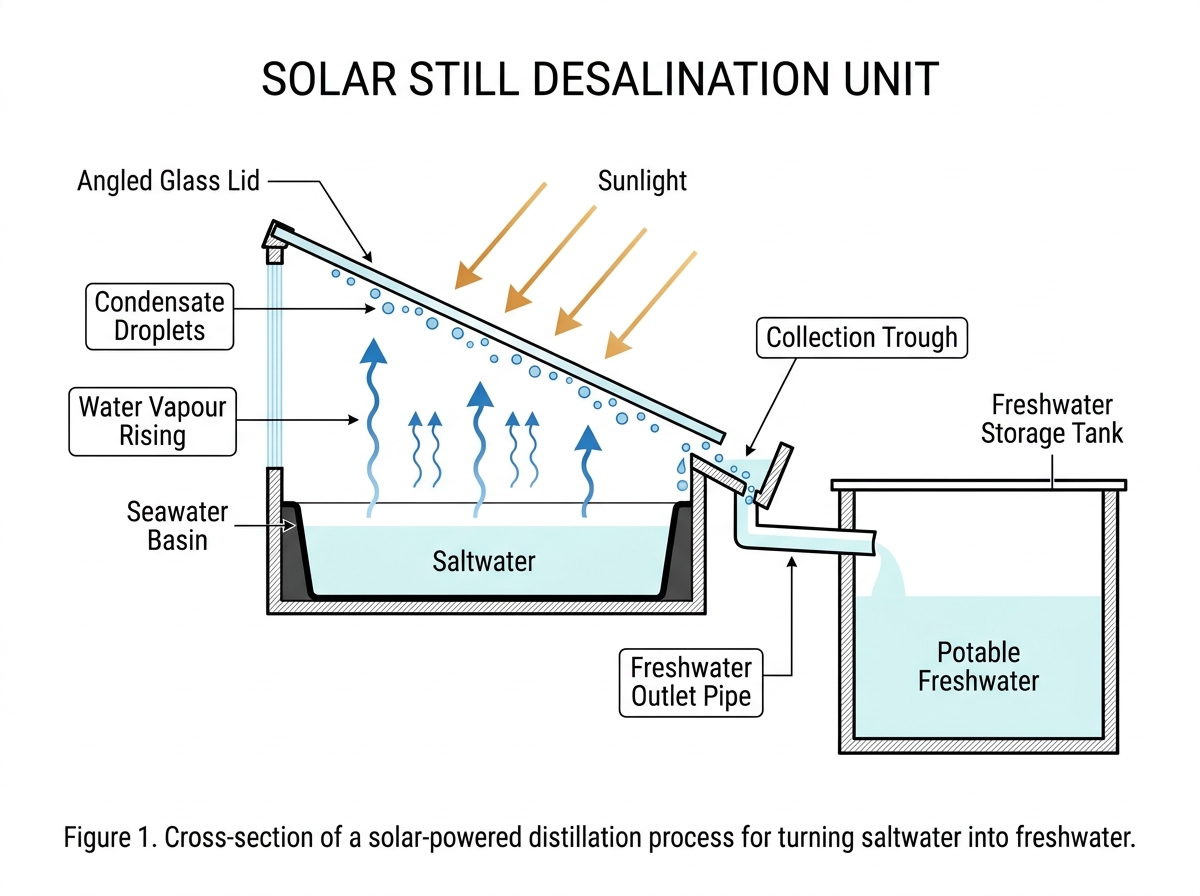 SOLAR STILL DESALINATION UNIT
Angled Glass Lid
Sunlight
Condensate
Droplets
Collection Trough
Water Vapour
Rising
Freshwater
Storage Tank
Seawater
Basin
Saltwater
Freshwater
Outlet Pipe
Potable
Freshwater
Figure 1. Cross-section of a solar-powered distillation process for turning saltwater into freshwater.